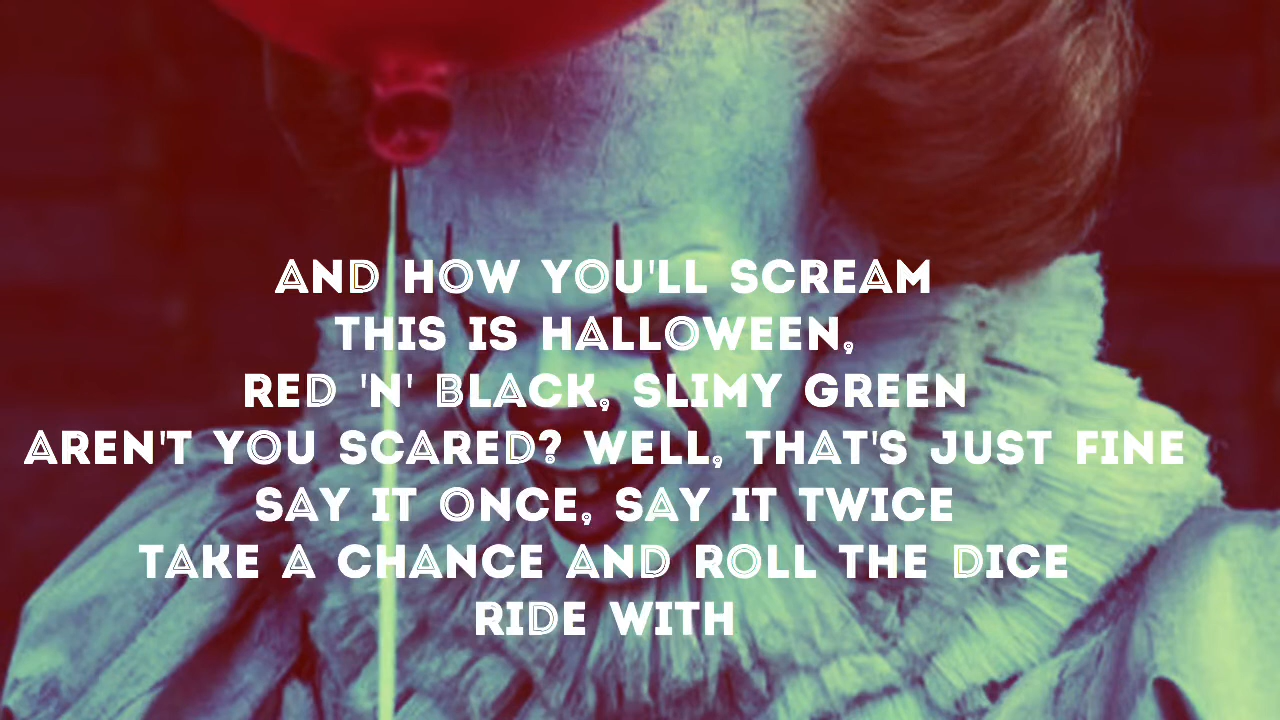 AND HOW YOU'LL SCREAM
THIS IS HALLOWEEN,
RED 'N' BLACK, SLIMY GREEN
AREN'T YOU SCARED? WELL, THAT'S JUST FINE
SAY IT ONCE, SAY IT TWICE
TAKE A CHANCE AND ROLL THE DICE
RIDE WITH